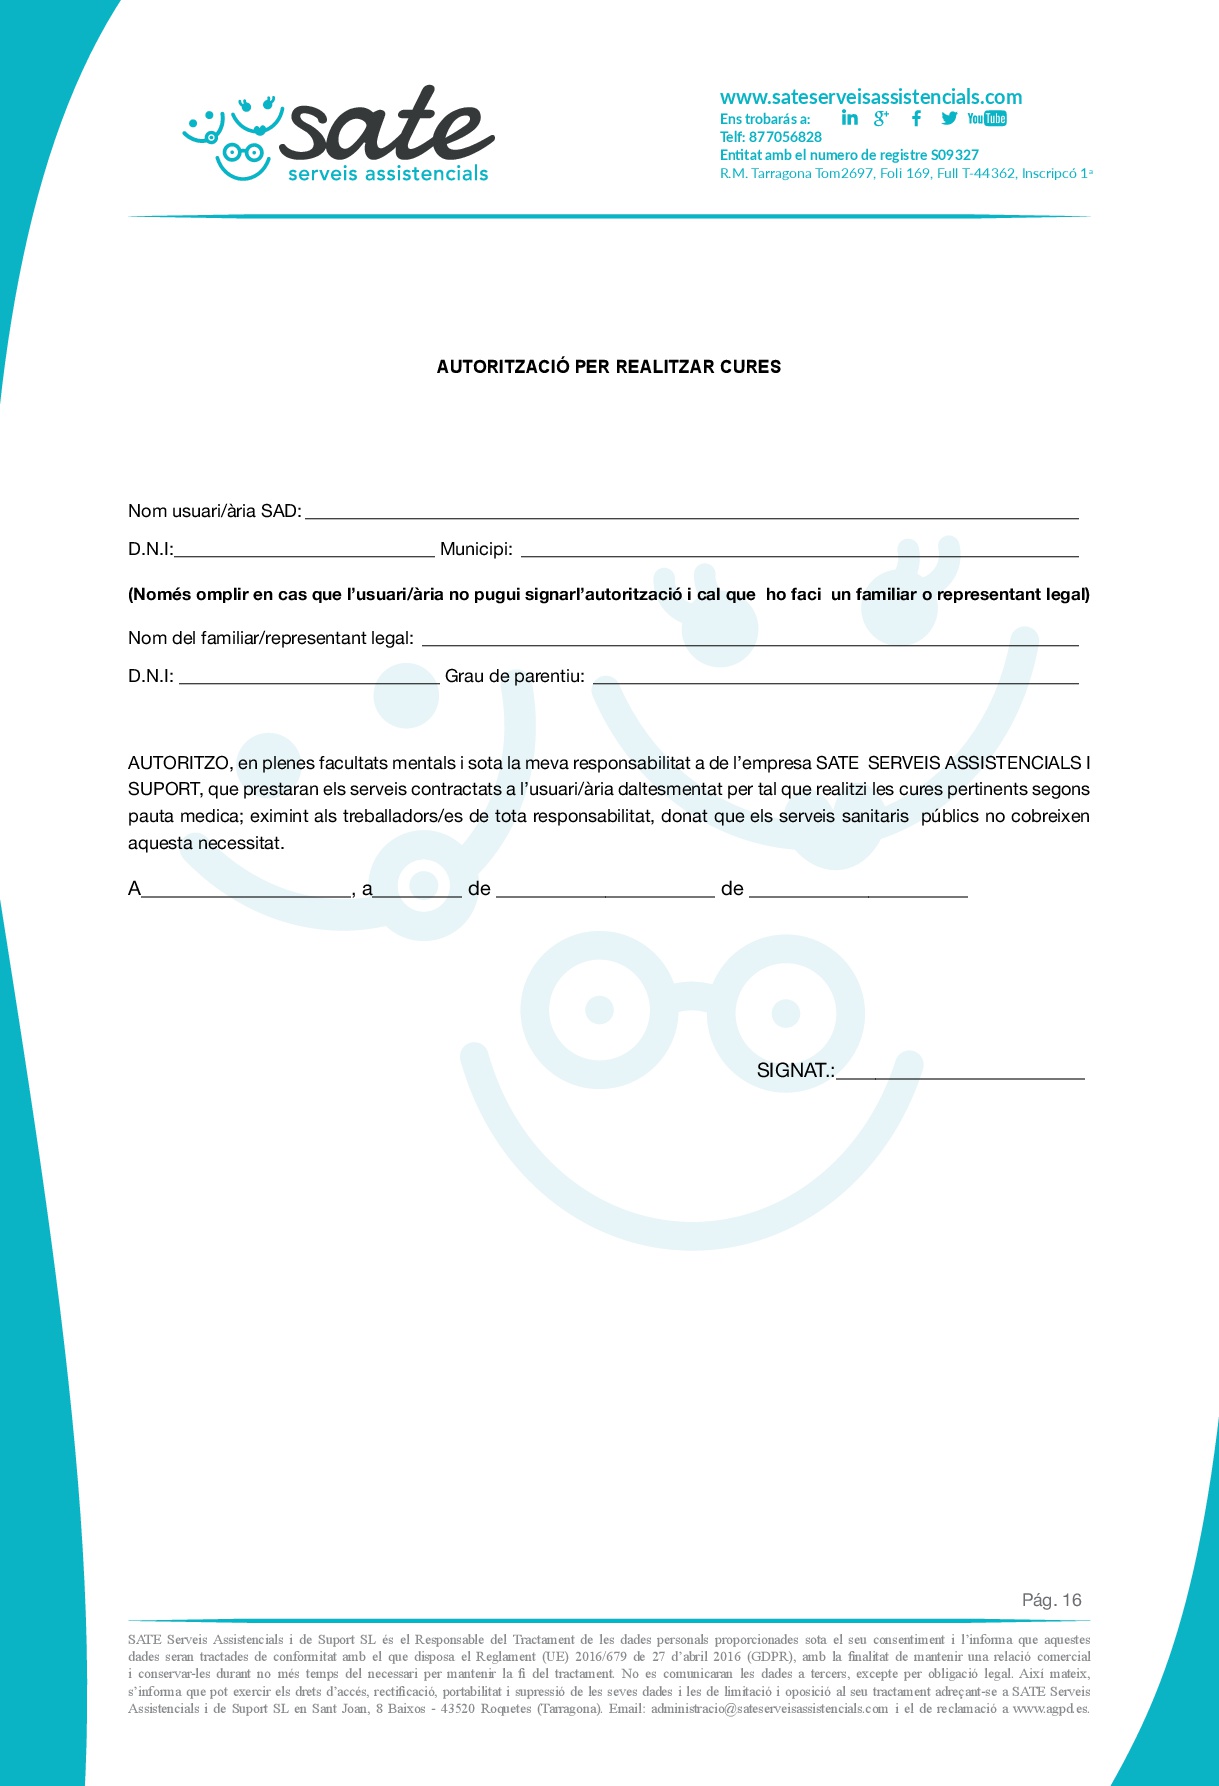 sate
serveis assistencials
www.sateserveisassistencials.com
Ens trobarás a: in g+ f YouTube
Telf: 877056828
Entitat amb el numero de registre S09327
R.M. Tarragona Tom2697, Foli 169, Full T-44362, Inscripcó 1ª
AUTORITZACIÓ PER REALITZAR CURES
Nom usuari/ària SAD:
D.N.I: Municipi:
(Només omplir en cas que l’usuari/ària no pugui signarl’autorització i cal que ho faci un familiar o representant legal)
Nom del familiar/representant legal:
D.N.I: Grau de parentiu:
AUTORITZO, en plenes facultats mentals i sota la meva responsabilitat a de l’empresa SATE SERVEIS ASSISTENCIALS I
SUPORT, que prestaran els serveis contractats a l’usuari/ària daltesmentat per tal que realitzi les cures pertinents segons
pauta medica; eximint als treballadors/es de tota responsabilitat, donat que els serveis sanitaris públics no cobreixen
aquesta necessitat.
A____________________, a________ de ____________________ de ____________________
SIGNAT.:______________________
Pág. 16
SATE Serveis Assistencials i de Suport SL és el Responsable del Tractament de les dades personals proporcionades sota el seu consentiment i l’informa que aquestes
dades seran tractades de conformitat amb el que disposa el Reglament (UE) 2016/679 de 27 d’abril 2016 (GDPR), amb la finalitat de mantenir una relació comercial
i conservar-les durant no més temps del necessari per mantenir la fi del tractament. No es comunicaran les dades a tercers, excepte per obligació legal. Així mateix,
s’informa que pot exercir els drets d’accés, rectificació, portabilitat i supressió de les seves dades i les de limitació i oposició al seu tractament adreçant-se a SATE Serveis
Assistencials i de Suport SL en Sant Joan, 8 Baixos - 43520 Roquetes (Tarragona). Email: administracio@sateserveisassistencials.com i el de reclamació a www.agpd.es.